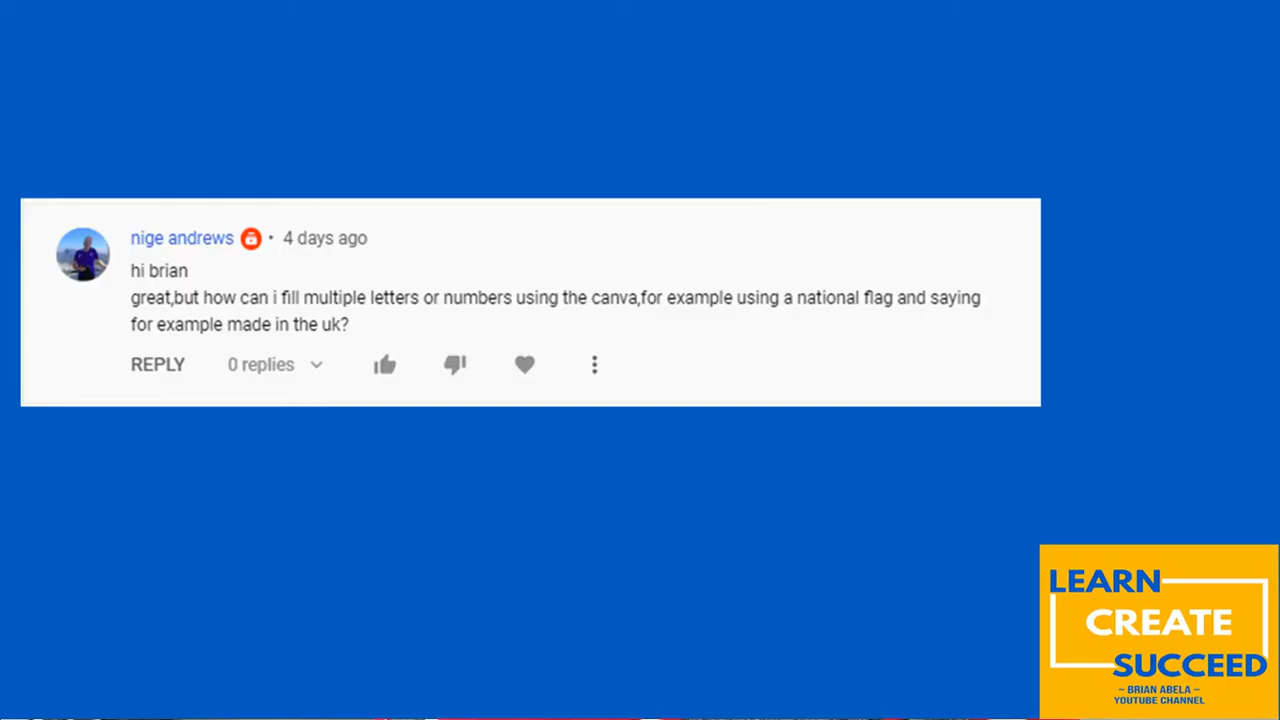 nige andrews • 4 days ago
hi brian
great,but how can i fill multiple letters or numbers using the canva,for example using a national flag and saying
for example made in the uk?
REPLY 0 replies
LEARN
CREATE
SUCCEED
~ BRIAN ABELA ~
YOUTUBE CHANNEL